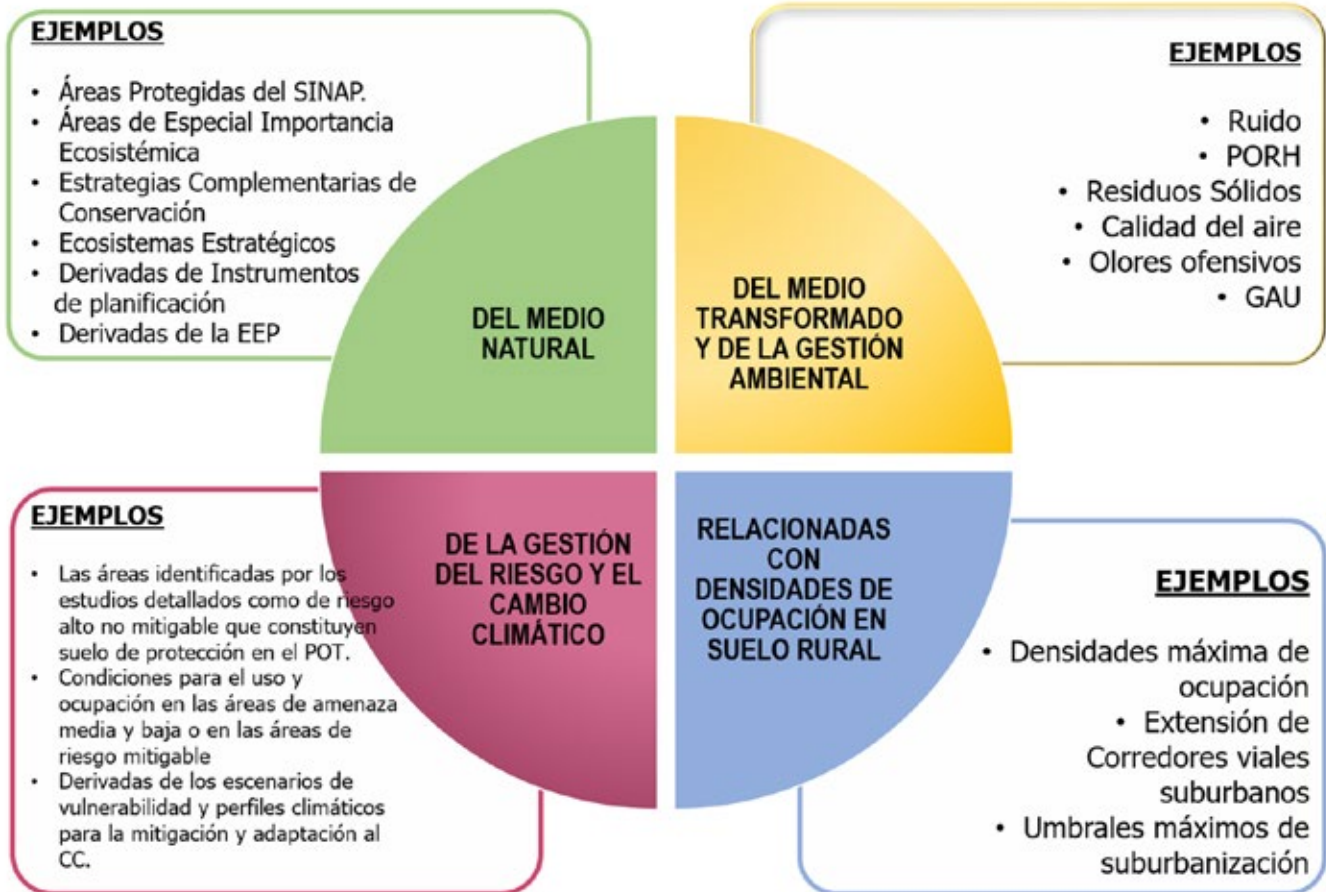 EJEMPLOS
• Áreas Protegidas del SINAP.
• Áreas de Especial Importancia
Ecosistémica
• Estrategias Complementarias de
Conservación
• Ecosistemas Estratégicos
• Derivadas de Instrumentos
de planificación
• Derivadas de la EEP
EJEMPLOS
• Ruido
• PORH
• Residuos Sólidos
• Calidad del aire
• Olores ofensivos
• GAU
DEL MEDIO
NATURAL
DEL MEDIO
TRANSFORMADO
Y DE LA GESTIÓN
AMBIENTAL
DE LA GESTIÓN
DEL RIESGO Y EL
CAMBIO
CLIMÁTICO
RELACIONADAS
CON
DENSIDADES DE
OCUPACIÓN EN
SUELO RURAL
EJEMPLOS
• Las áreas identificadas por los
estudios detallados como de riesgo
alto no mitigable que constituyen
suelo de protección en el POT.
• Condiciones para el uso y
ocupación en las áreas de amenaza
media y baja o en las áreas de
riesgo mitigable
• Derivadas de los escenarios de
vulnerabilidad y perfiles climáticos
para la mitigación y adaptación al
CC.
EJEMPLOS
• Densidades máxima de
ocupación
• Extensión de
Corredores viales
suburbanos
• Umbrales máximos de
suburbanización